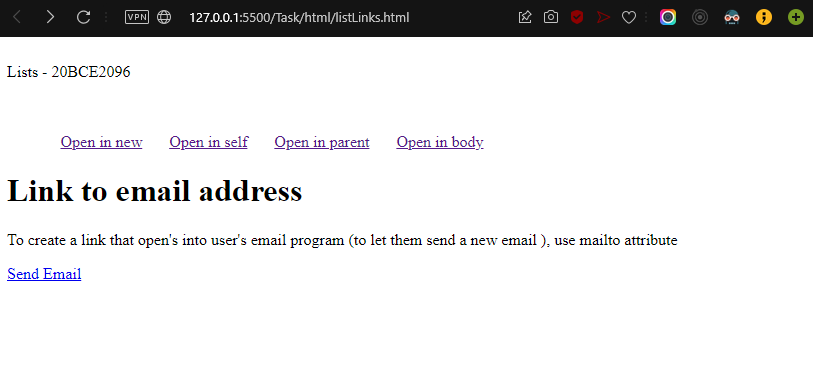 VPN 127.0.0.1:5500/Task/html/listLinks.html
Lists - 20BCE2096
Open in new Open in self Open in parent Open in body
Link to email address
To create a link that open's into user's email program (to let them send a new email ), use mailto attribute
Send Email